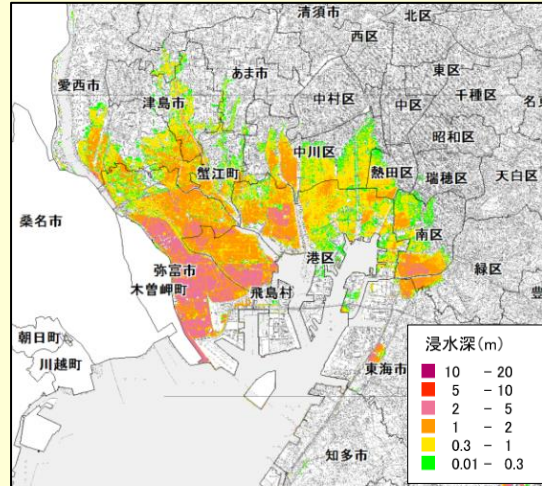 清須市
北区
西区
あま市
東区
愛西市
千種区
津島市
中村区
中区
名東
昭和区
中川区
蟹江町
熱田区
瑞穂区
天白区
桑名市
南区
港区
緑区
弥富市
飛島村
木曽岬町
豊
朝日町
川越町
東海市
知多市
浸水深(m)
10 - 20
5 - 10
2 - 5
1 - 2
0.3 - 1
0.01 - 0.3